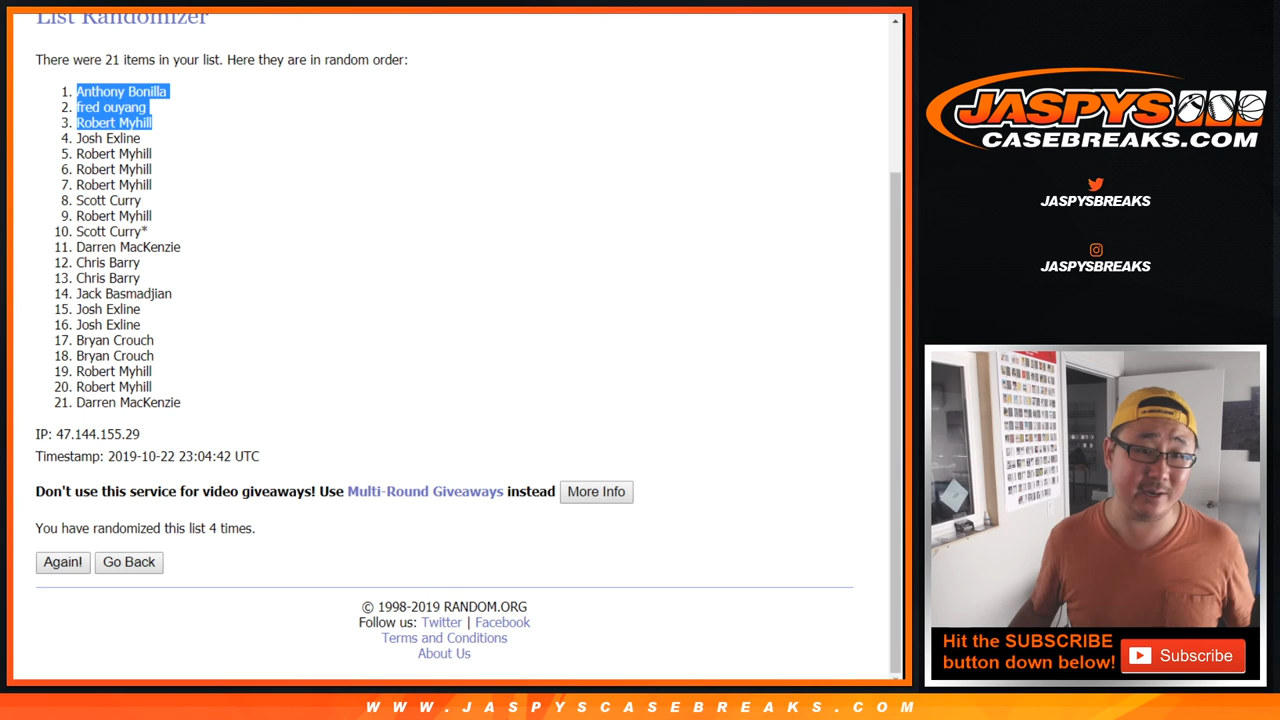 List Randomizer
There were 21 items in your list. Here they are in random order:
1. Anthony Bonilla
2. fred ouyang
3. Robert Myhill
4. Josh Exline
5. Robert Myhill
6. Robert Myhill
7. Robert Myhill
8. Scott Curry
9. Robert Myhill
10. Scott Curry*
11. Darren MacKenzie
12. Chris Barry
13. Chris Barry
14. Jack Basmadjian
15. Josh Exline
16. Josh Exline
17. Bryan Crouch
18. Bryan Crouch
19. Robert Myhill
20. Robert Myhill
21. Darren MacKenzie
IP: 47.144.155.29
Timestamp: 2019-10-22 23:04:42 UTC
Don't use this service for video giveaways! Use Multi-Round Giveaways instead More Info
You have randomized this list 4 times.
Again! Go Back
© 1998-2019 RANDOM.ORG
Follow us: Twitter | Facebook
Terms and Conditions
About Us
JASPYS
CASEBREAKS.COM
JASPYSBREAKS
JASPYSBREAKS
Hit the SUBSCRIBE
button down below!
Subscribe
WWW.JASPYSCASEBREAKS.COM